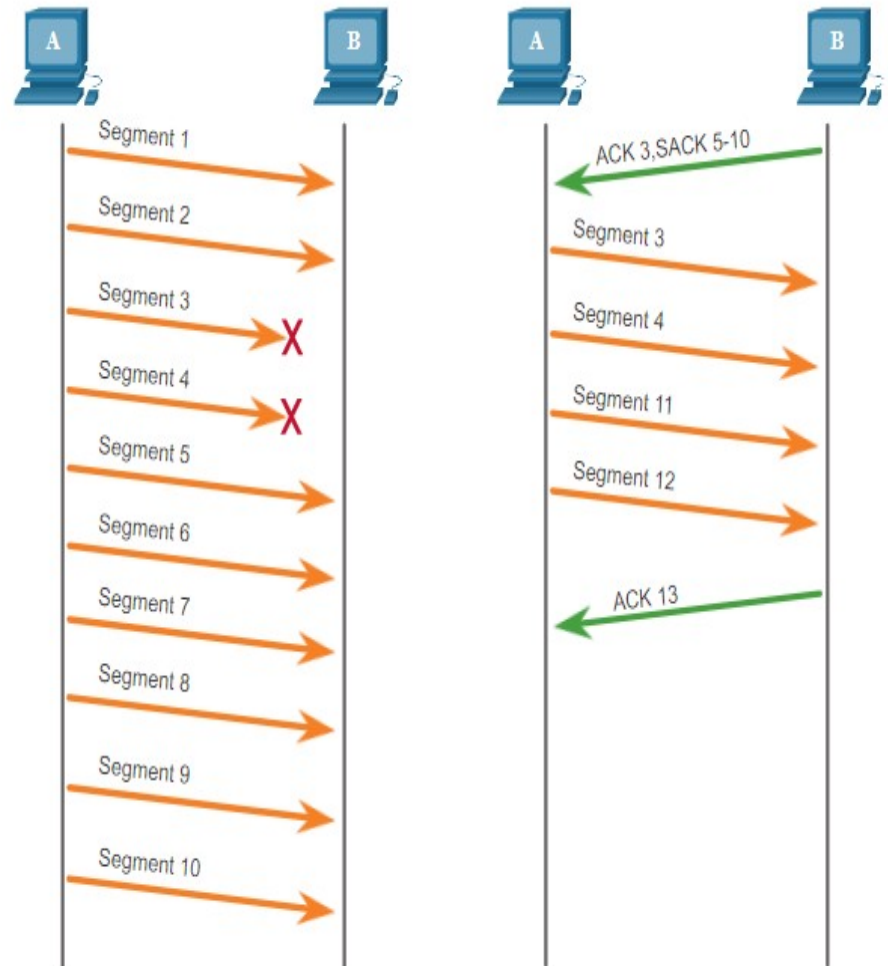 A
B
Segment 1
Segment 2
Segment 3
X
Segment 4
X
Segment 5
Segment 6
Segment 7
Segment 8
Segment 9
Segment 10
A
B
ACK 3,SACK 5-10
Segment 3
Segment 4
Segment 11
Segment 12
ACK 13